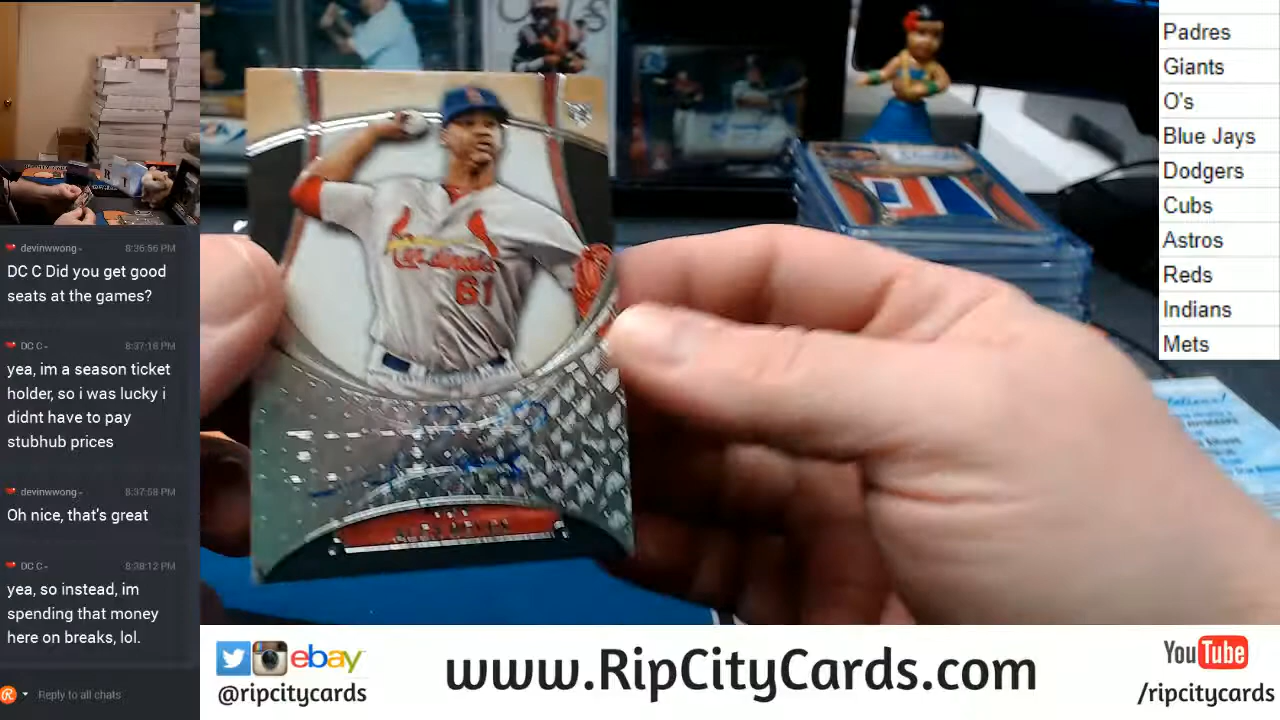 devinwwong-
8:36:56 PM
DC C Did you get good
seats at the games?
DC C-
8:37:18 PM
yea, im a season ticket
holder, so i was lucky i
didnt have to pay
stubhub prices
devinwwong-
8:37:58 PM
Oh nice, that's great
DC C-
8:38:12 PM
yea, so instead, im
spending that money
here on breaks, lol.
Reply to all chats
Cardinals
61
Padres
Giants
O's
Blue Jays
Dodgers
Cubs
Astros
Reds
Indians
Mets
ebay
@ripcitycards
www.RipCityCards.com
YouTube
/ripcitycards